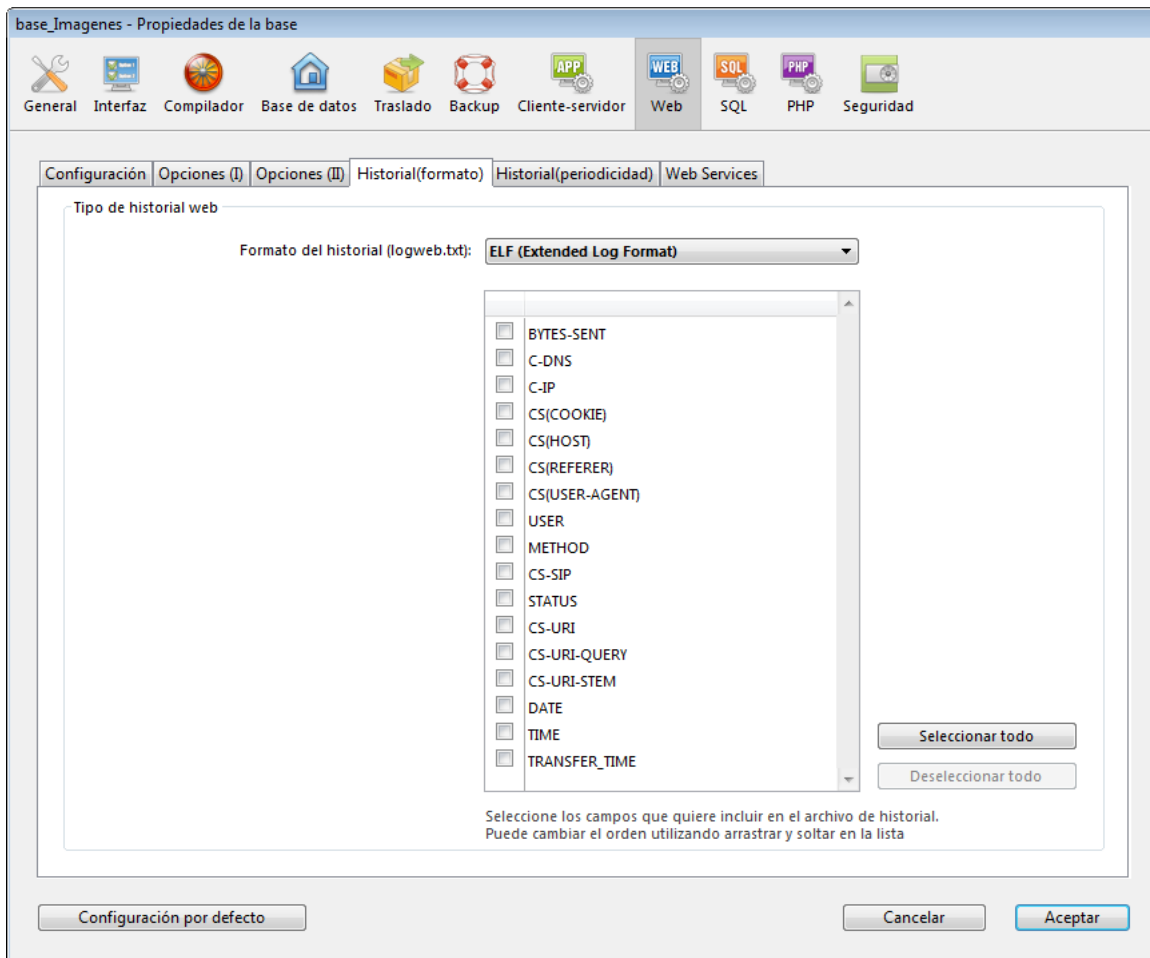 base_Imagenes - Propiedades de la base
APP WEB SQL PHP
General Interfaz Compilador Base de datos Traslado Backup Cliente-servidor Web SQL PHP Seguridad
Configuración Opciones (I) Opciones (II) Historial(formato) Historial(periodicidad) Web Services
Tipo de historial web
Formato del historial (logweb.txt): ELF (Extended Log Format)
BYTES-SENT
C-DNS
C-IP
CS(COOKIE)
CS(HOST)
CS(REFERER)
CS(USER-AGENT)
USER
METHOD
CS-SIP
STATUS
CS-URI
CS-URI-QUERY
CS-URI-STEM
DATE
TIME
TRANSFER_TIME
Seleccionar todo
Deseleccionar todo
Seleccione los campos que quiere incluir en el archivo de historial.
Puede cambiar el orden utilizando arrastrar y soltar en la lista
Configuración por defecto Cancelar Aceptar